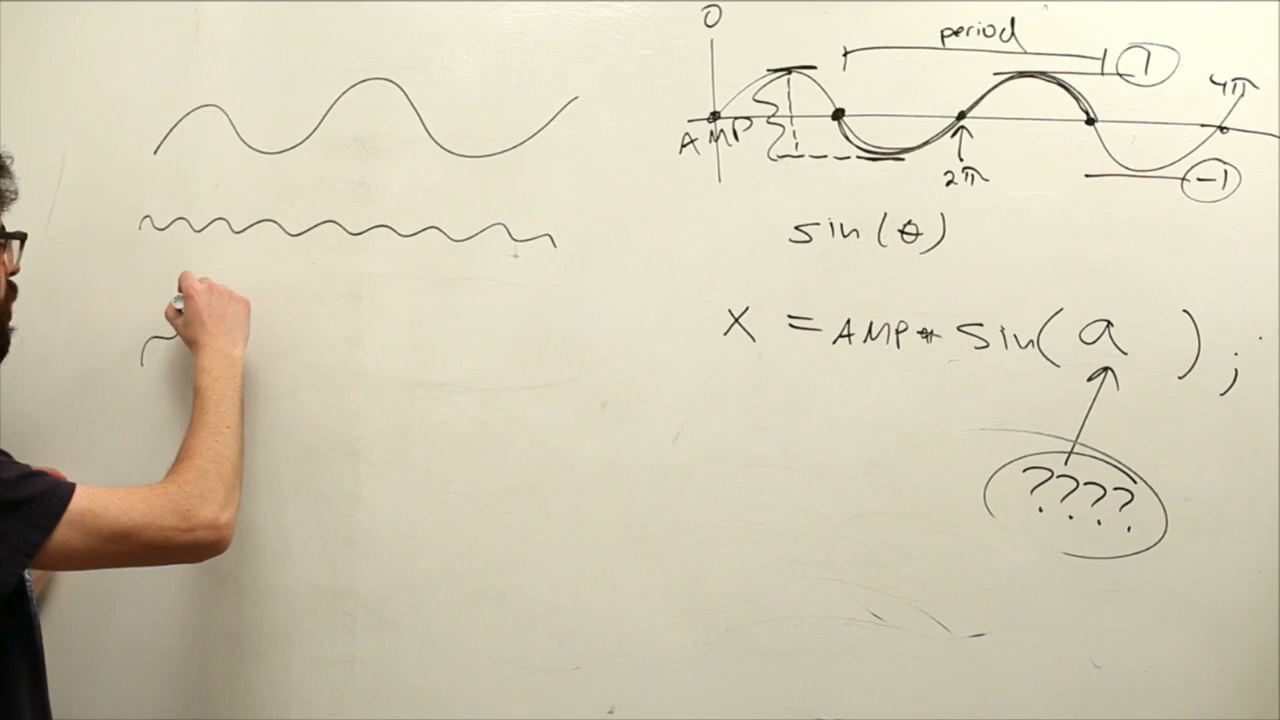 0
period
1
4π
AMP
2π
-1
sin(θ)
x = AMP * sin( a ) ;
????